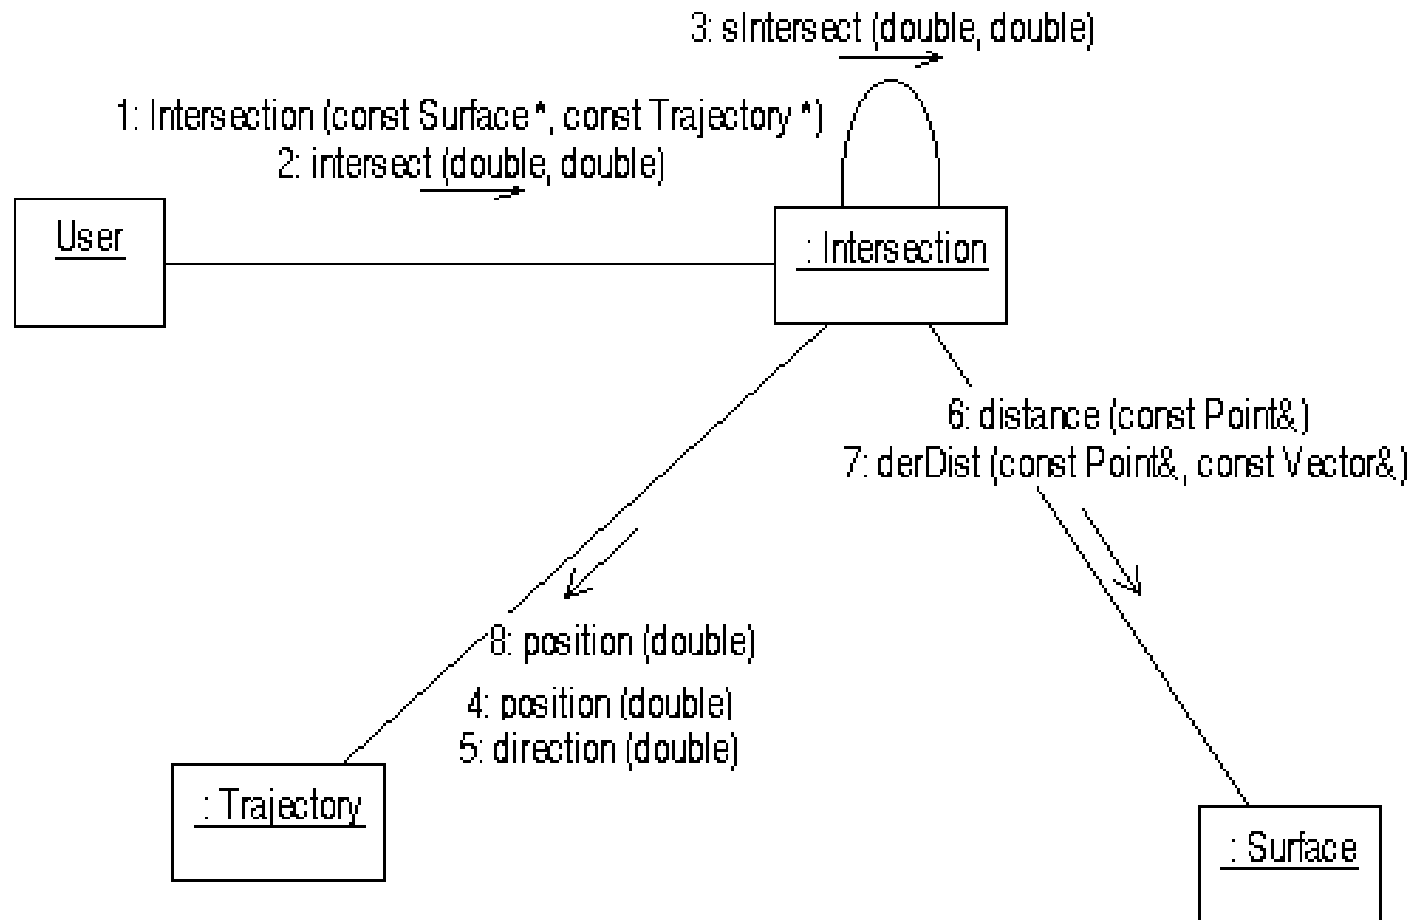 3: sIntersect (double, double)
1: Intersection (const Surface *, const Trajectory *)
2: intersect (double, double)
User
: Intersection
6: distance (const Point&)
7: derDist (const Point&, const Vector&)
8: position (double)
4: position (double)
5: direction (double)
: Trajectory
: Surface